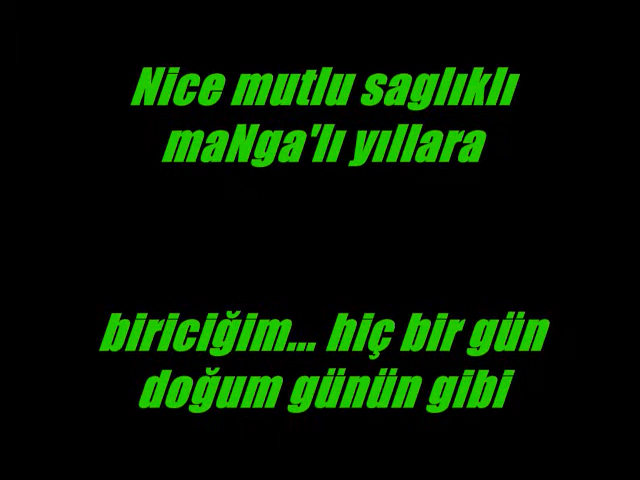 Nice mutlu saglıklı
maNga'lı yıllara
biriciğim... hiç bir gün
doğum günün gibi